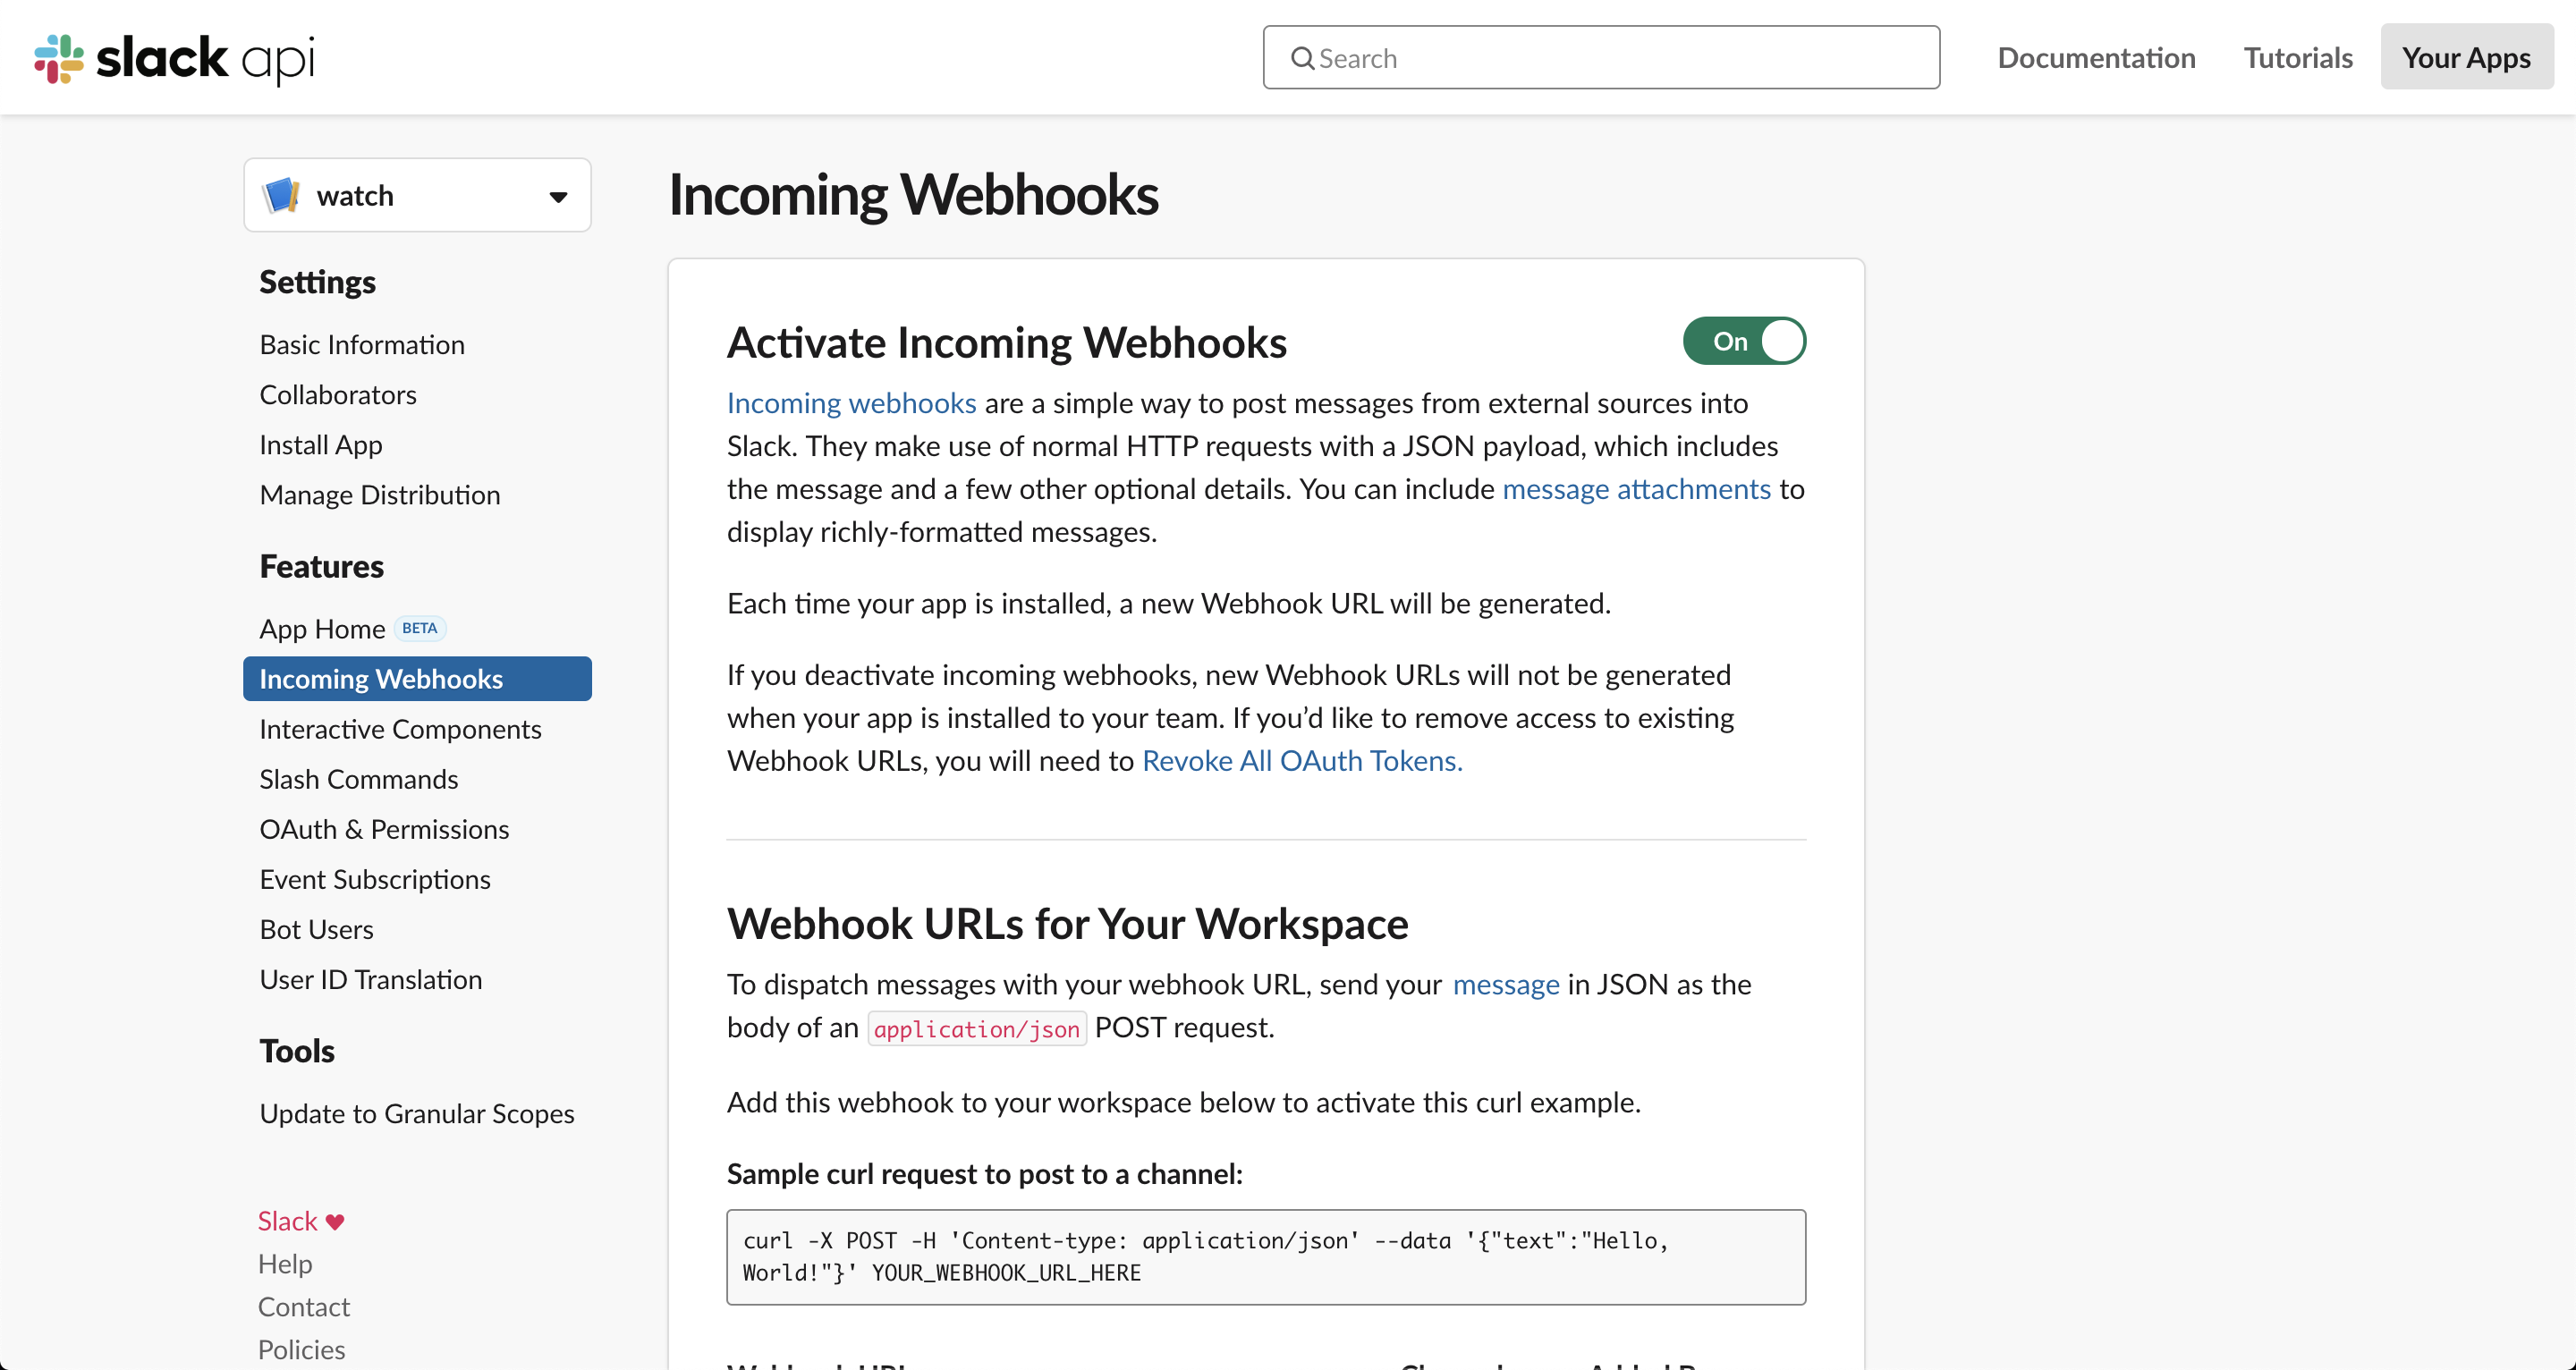 slack api
Search
Documentation
Tutorials
Your Apps
watch
Settings
Basic Information
Collaborators
Install App
Manage Distribution
Features
App Home BETA
Incoming Webhooks
Interactive Components
Slash Commands
OAuth & Permissions
Event Subscriptions
Bot Users
User ID Translation
Tools
Update to Granular Scopes
Slack ♥
Help
Contact
Policies
Incoming Webhooks
Activate Incoming Webhooks
On
Incoming webhooks are a simple way to post messages from external sources into
Slack. They make use of normal HTTP requests with a JSON payload, which includes
the message and a few other optional details. You can include message attachments to
display richly-formatted messages.
Each time your app is installed, a new Webhook URL will be generated.
If you deactivate incoming webhooks, new Webhook URLs will not be generated
when your app is installed to your team. If you’d like to remove access to existing
Webhook URLs, you will need to Revoke All OAuth Tokens.
Webhook URLs for Your Workspace
To dispatch messages with your webhook URL, send your message in JSON as the
body of an application/json POST request.
Add this webhook to your workspace below to activate this curl example.
Sample curl request to post to a channel:
curl -X POST -H 'Content-type: application/json' --data '{"text":"Hello,
World!"}' YOUR_WEBHOOK_URL_HERE